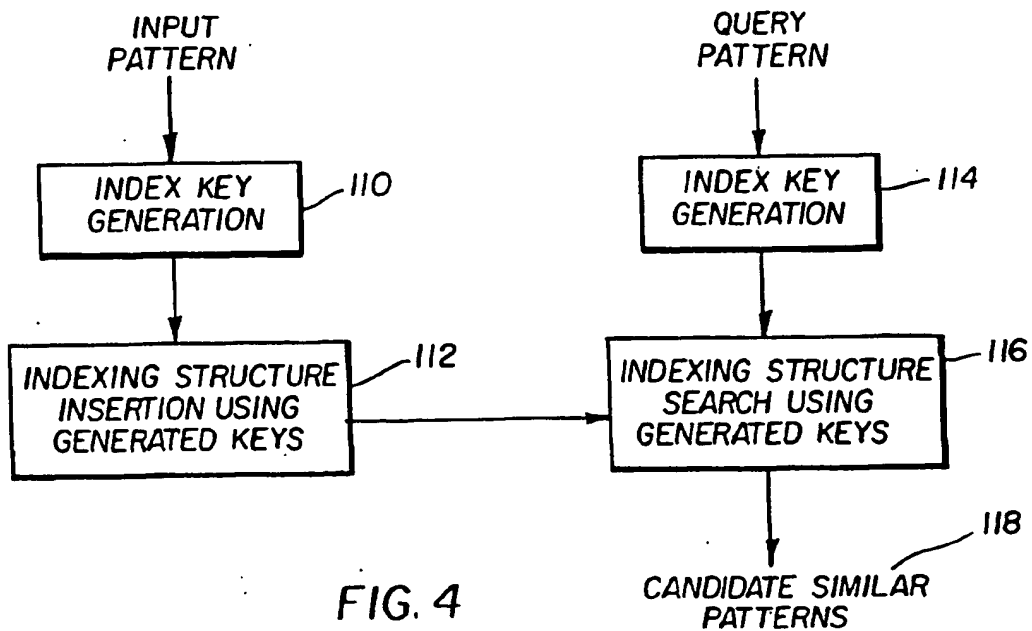 INPUT
PATTERN
INDEX KEY
GENERATION
110
INDEXING STRUCTURE
INSERTION USING
GENERATED KEYS
112
QUERY
PATTERN
INDEX KEY
GENERATION
114
INDEXING STRUCTURE
SEARCH USING
GENERATED KEYS
116
118
CANDIDATE SIMILAR
PATTERNS
FIG. 4